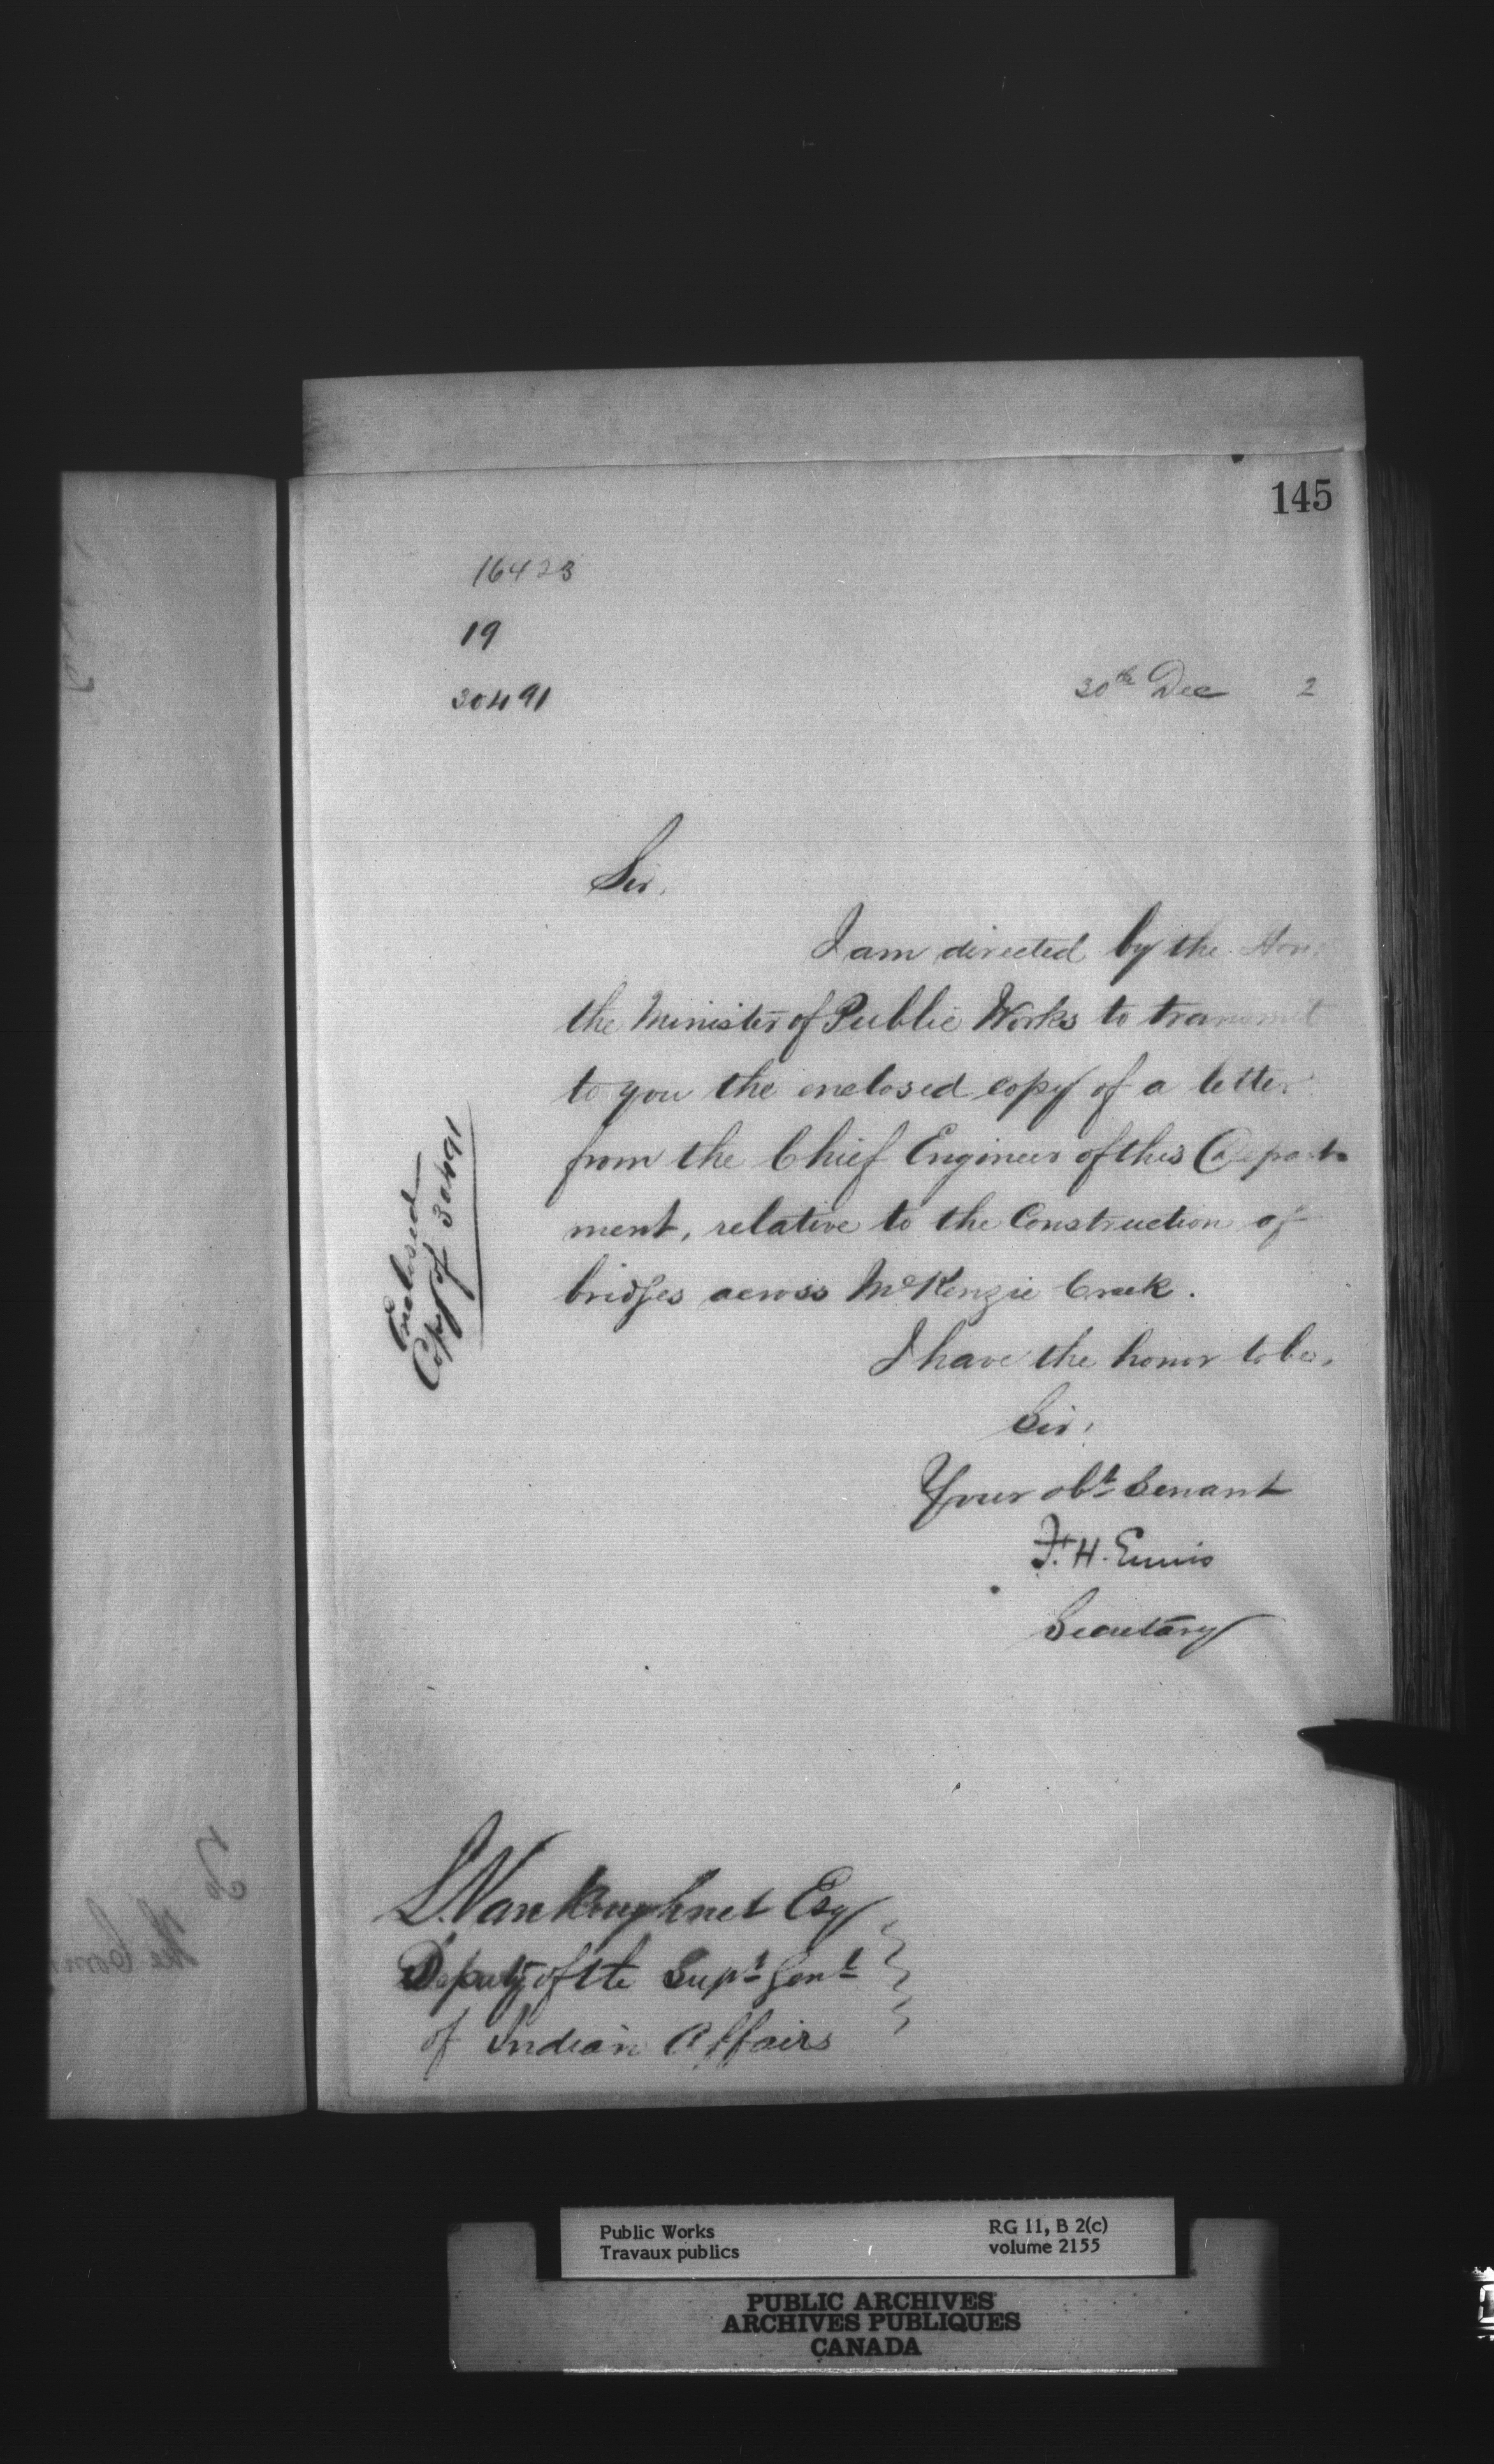 145
16423
19
30491
30th Dec 2
Sir,
I am directed by the Hon:
the Minister of Public Works to transmit
to you the enclosed copy of a letter
from the Chief Engineer of this Depart-
ment, relative to the Construction of
bridges across McKenzie Creek.
Enclosed
Copy of 30491
I have the honor to be,
Sir,
Your obt Servant
F. H. Ennis
Secretary
L. VanKoughnet Esq
Deputy of the Supt Genl
of Indian Affairs
Public Works
Travaux publics
RG 11, B 2(c)
volume 2155
PUBLIC ARCHIVES
ARCHIVES PUBLIQUES
CANADA